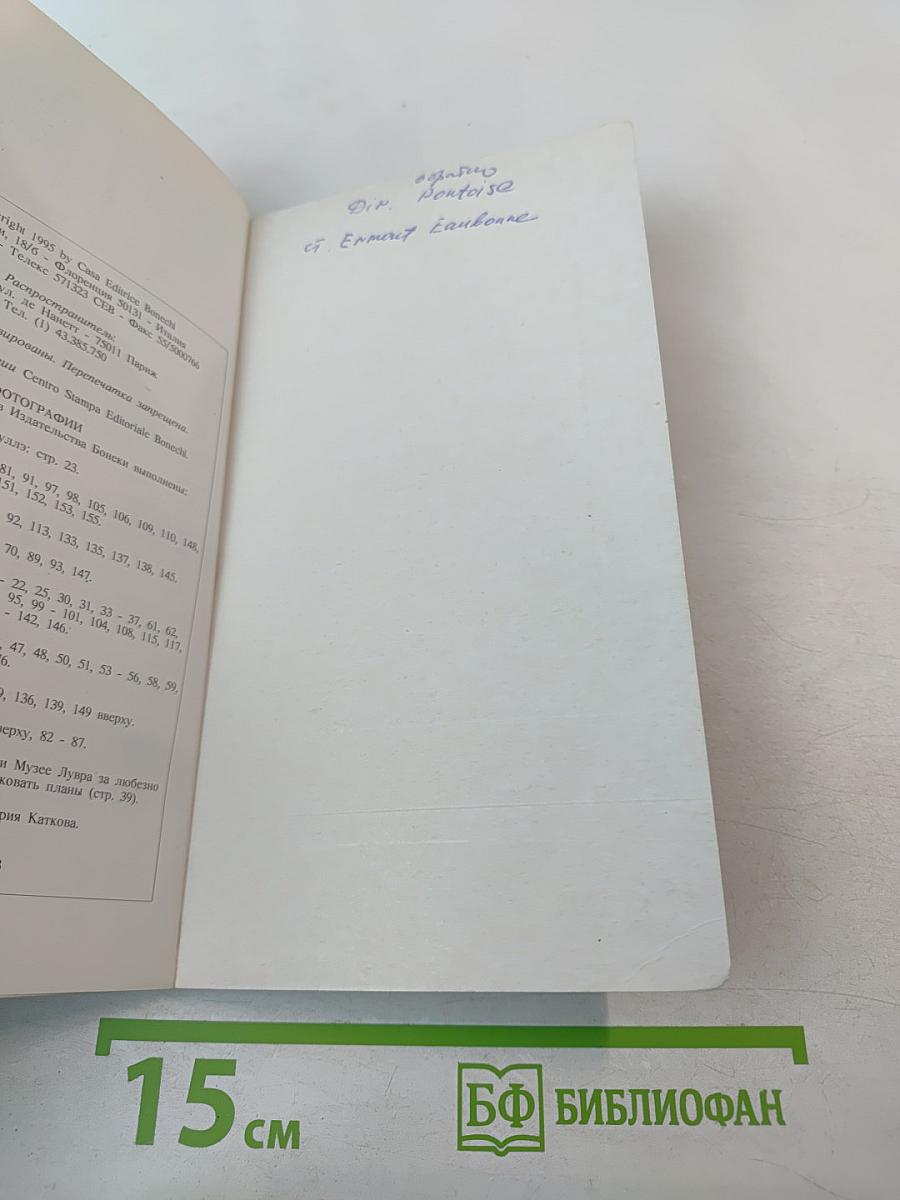 right 1995 by Casa Editrice Bonechi
и, 18/6 - Флоренция 50131 - Италия
- Телекс 571323 CEB - Факс 55/5000766
Распространитель:
ул. де Нанетт - 75011 Париж
Тел. (1) 43.385.750
Перепечатка запрещена.
ии Centro Stampa Editoriale Bonechi.
ФОТОГРАФИИ
в Издательства Бонеки выполнены:
уллэ: стр. 23.
81, 91, 97, 98, 105, 106, 109, 110, 148,
151, 152, 153, 155.
92, 113, 133, 135, 137, 138, 145.
70, 89, 93, 147.
- 22, 25, 30, 31, 33 - 37, 61, 62,
95, 99 - 101, 104, 108, 115, 117,
- 142, 146.
47, 48, 50, 51, 53 - 56, 58, 59,
76.
9, 136, 139, 149 вверху.
верху, 82 - 87.
и Музее Лувра за любезно
ковать планы (стр. 39).
рия Каткова.
обратно
Dir. Pontoise
ст. Ermont Eaubonne
15 см
БФ БИБЛИОФАН